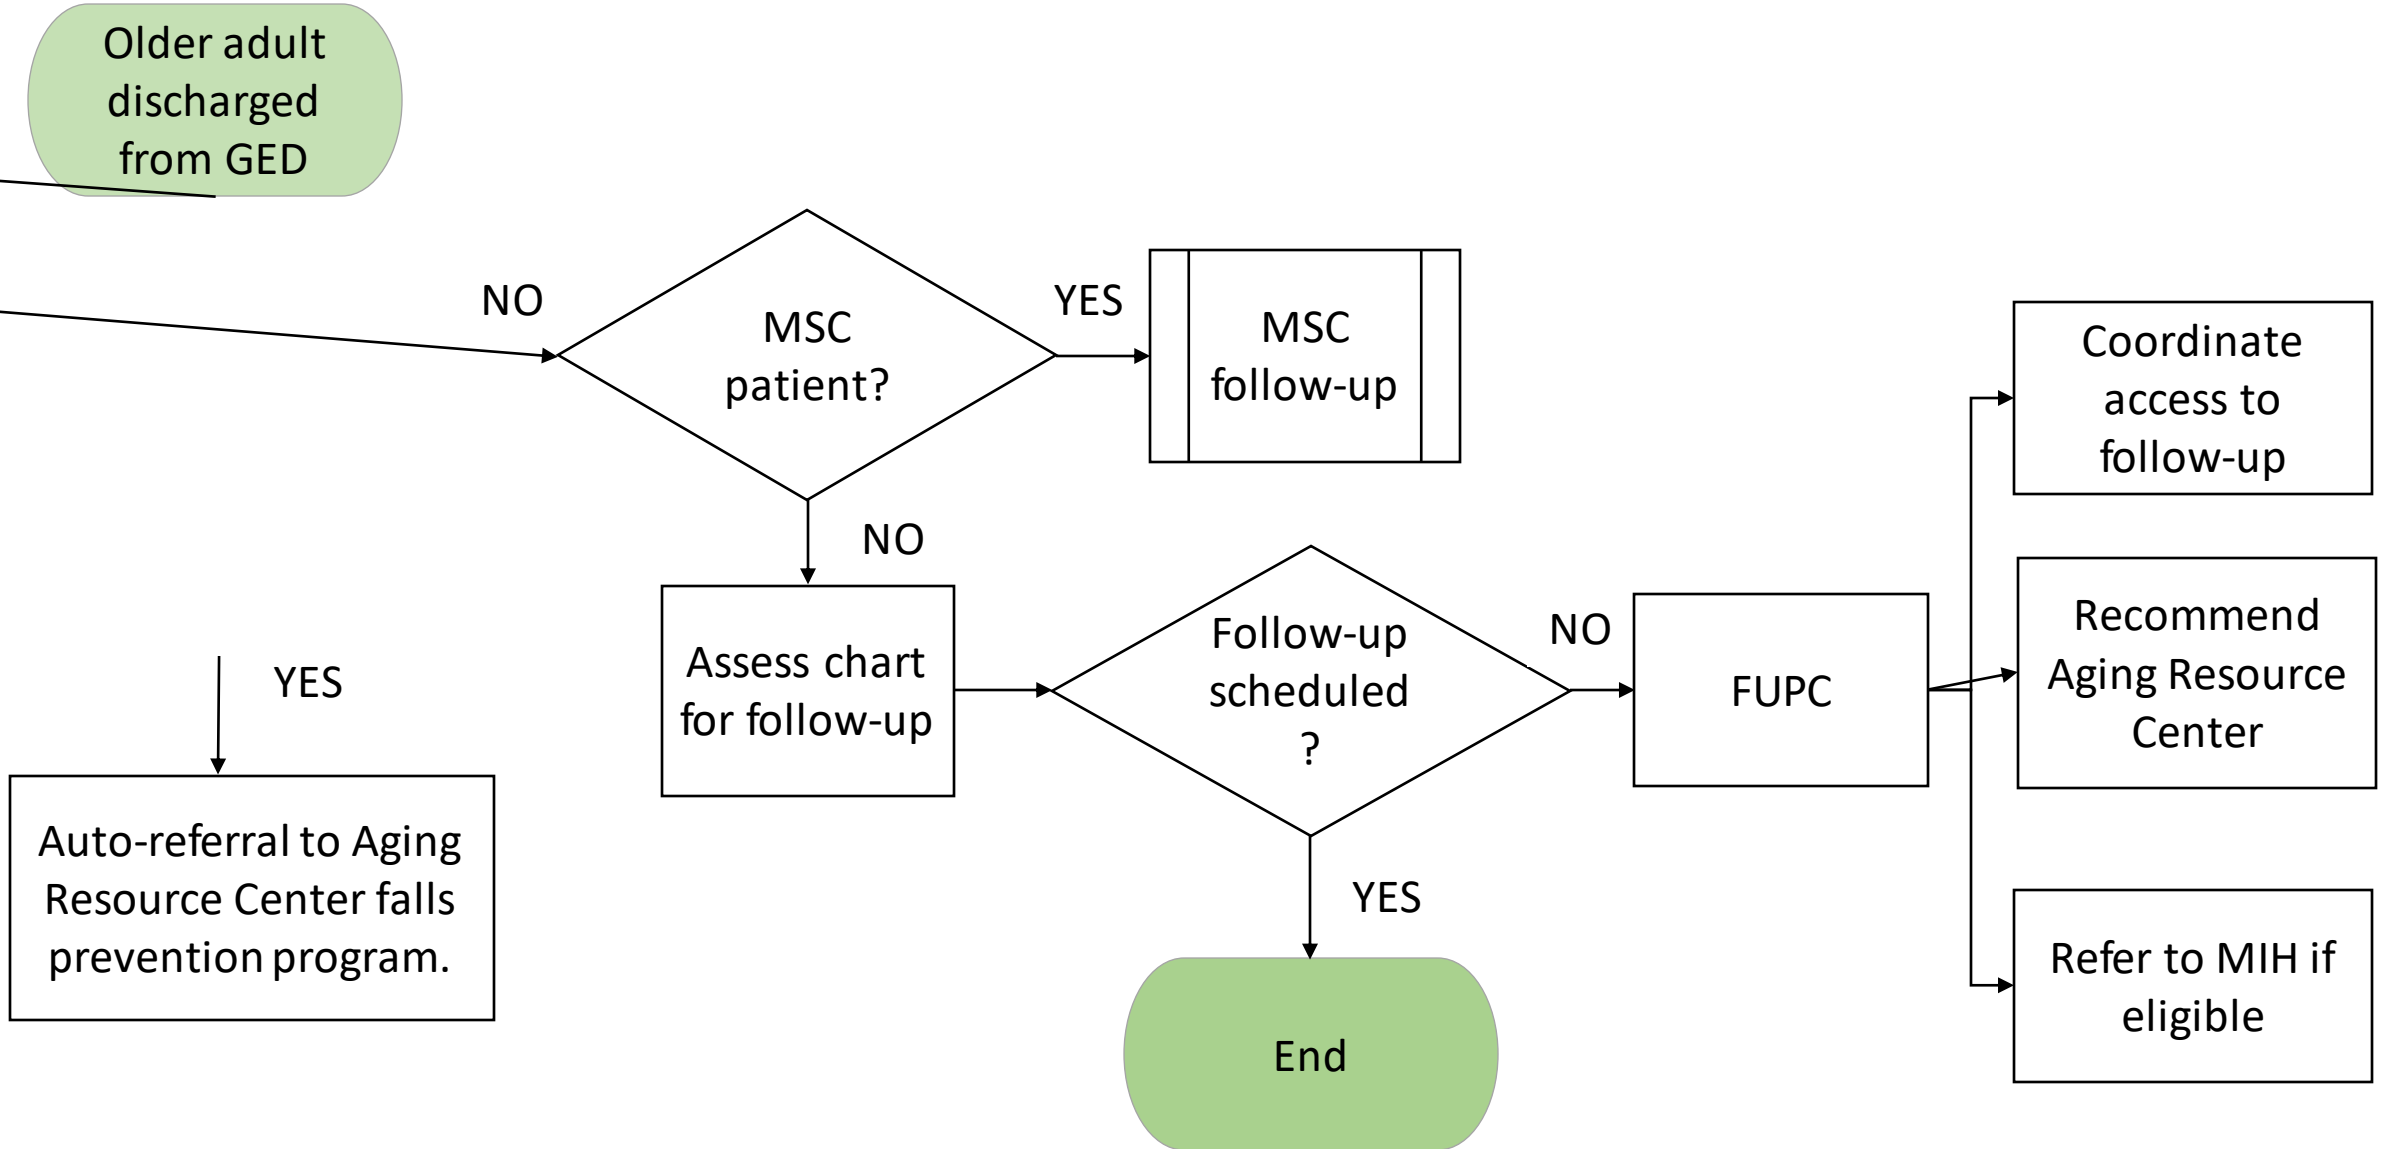 Older adult
discharged
from GED
NO
MSC
patient?
YES
MSC
follow-up
NO
Assess chart
for follow-up
Follow-up
scheduled
?
NO
FUPC
Coordinate
access to
follow-up
Recommend
Aging Resource
Center
Refer to MIH if
eligible
YES
End
YES
Auto-referral to Aging
Resource Center falls
prevention program.